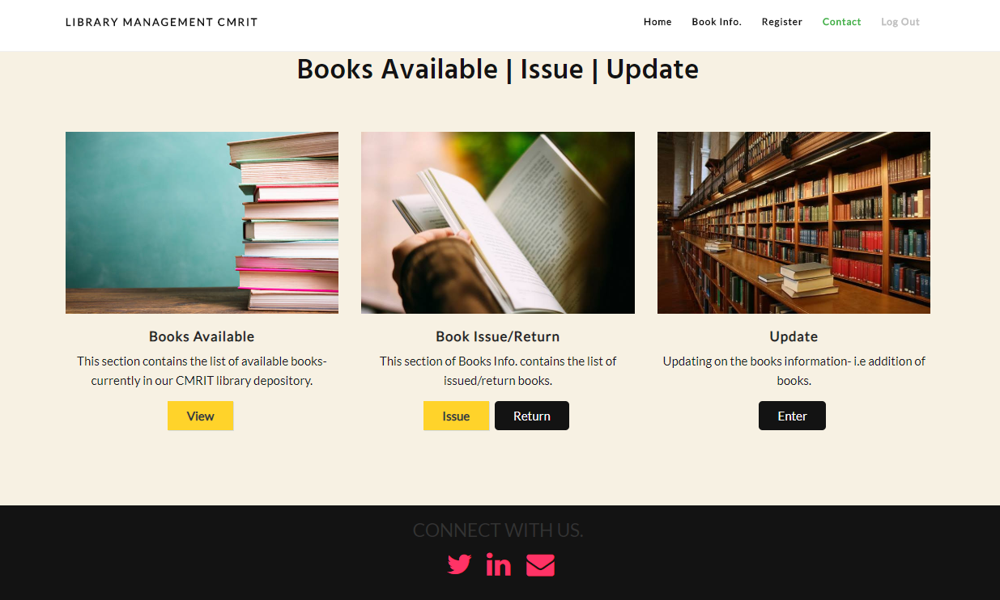 LIBRARY MANAGEMENT CMRIT
Home Book Info. Register Contact Log Out
Books Available | Issue | Update
Books Available
This section contains the list of available books-
currently in our CMRIT library depository.
View
Book Issue/Return
This section of Books Info. contains the list of
issued/return books.
Issue Return
Update
Updating on the books information- i.e addition of
books.
Enter
CONNECT WITH US.